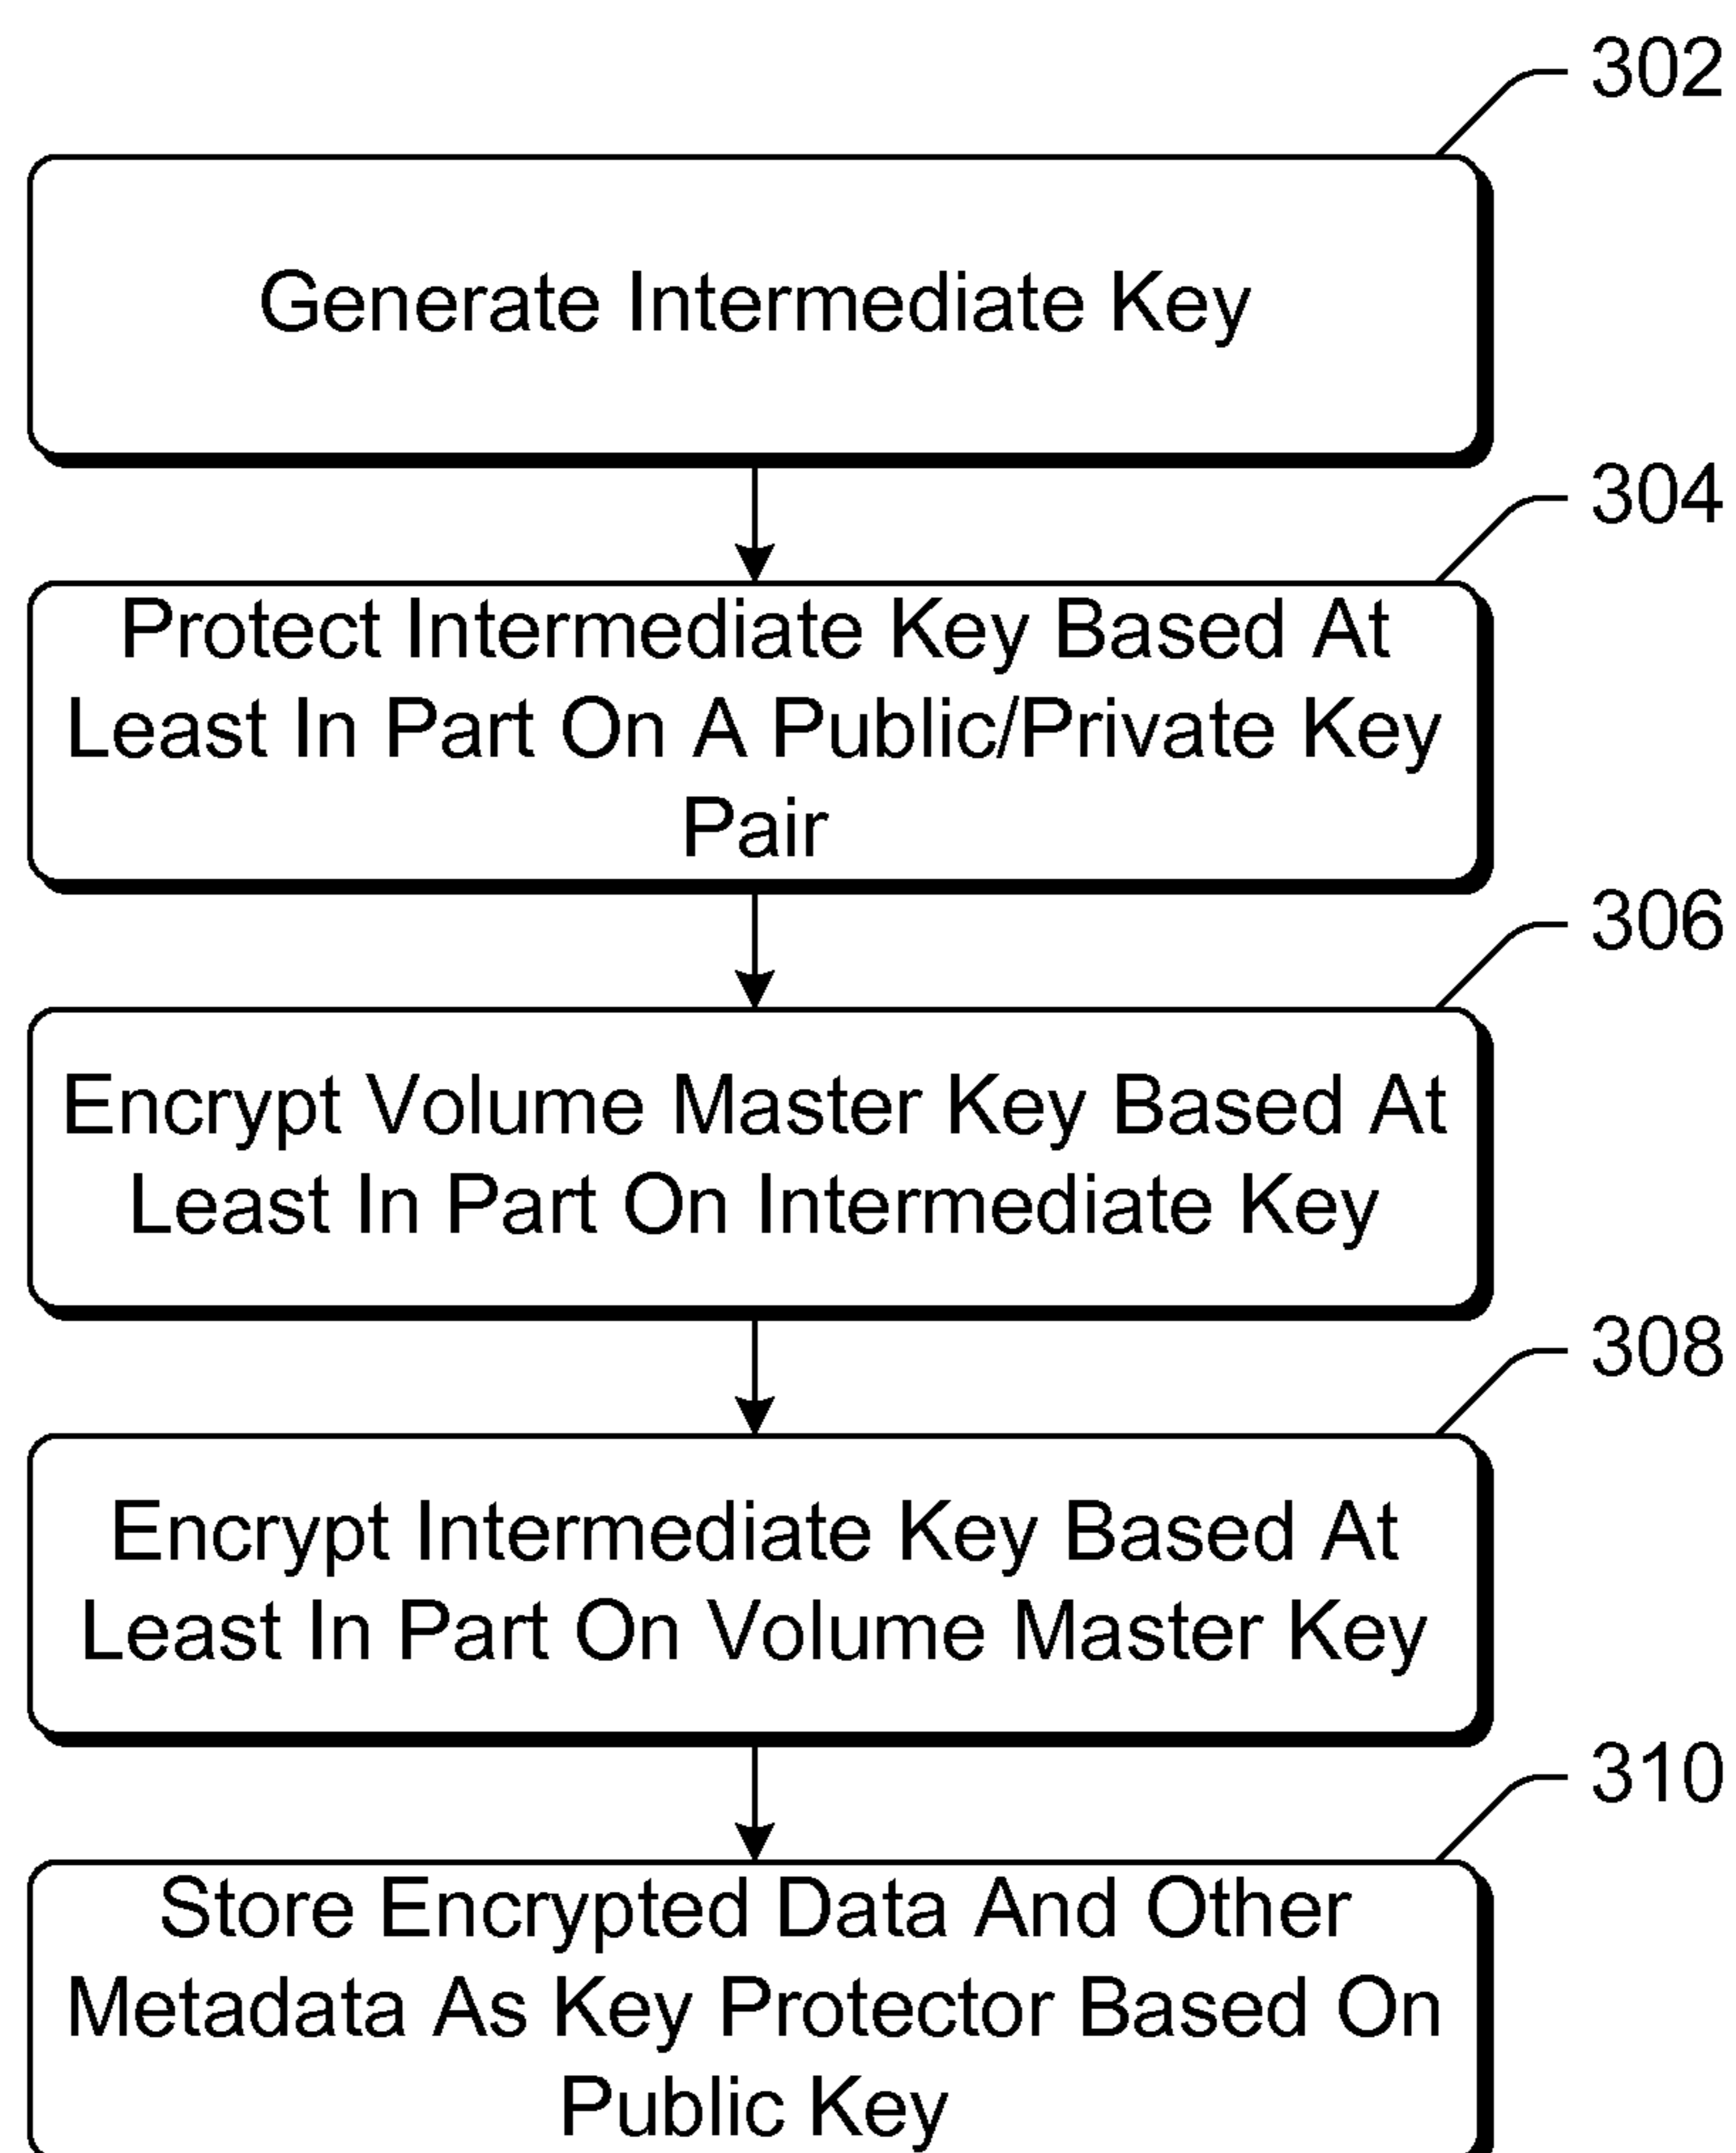 302
Generate Intermediate Key
304
Protect Intermediate Key Based At
Least In Part On A Public/Private Key
Pair
306
Encrypt Volume Master Key Based At
Least In Part On Intermediate Key
308
Encrypt Intermediate Key Based At
Least In Part On Volume Master Key
310
Store Encrypted Data And Other
Metadata As Key Protector Based On
Public Key